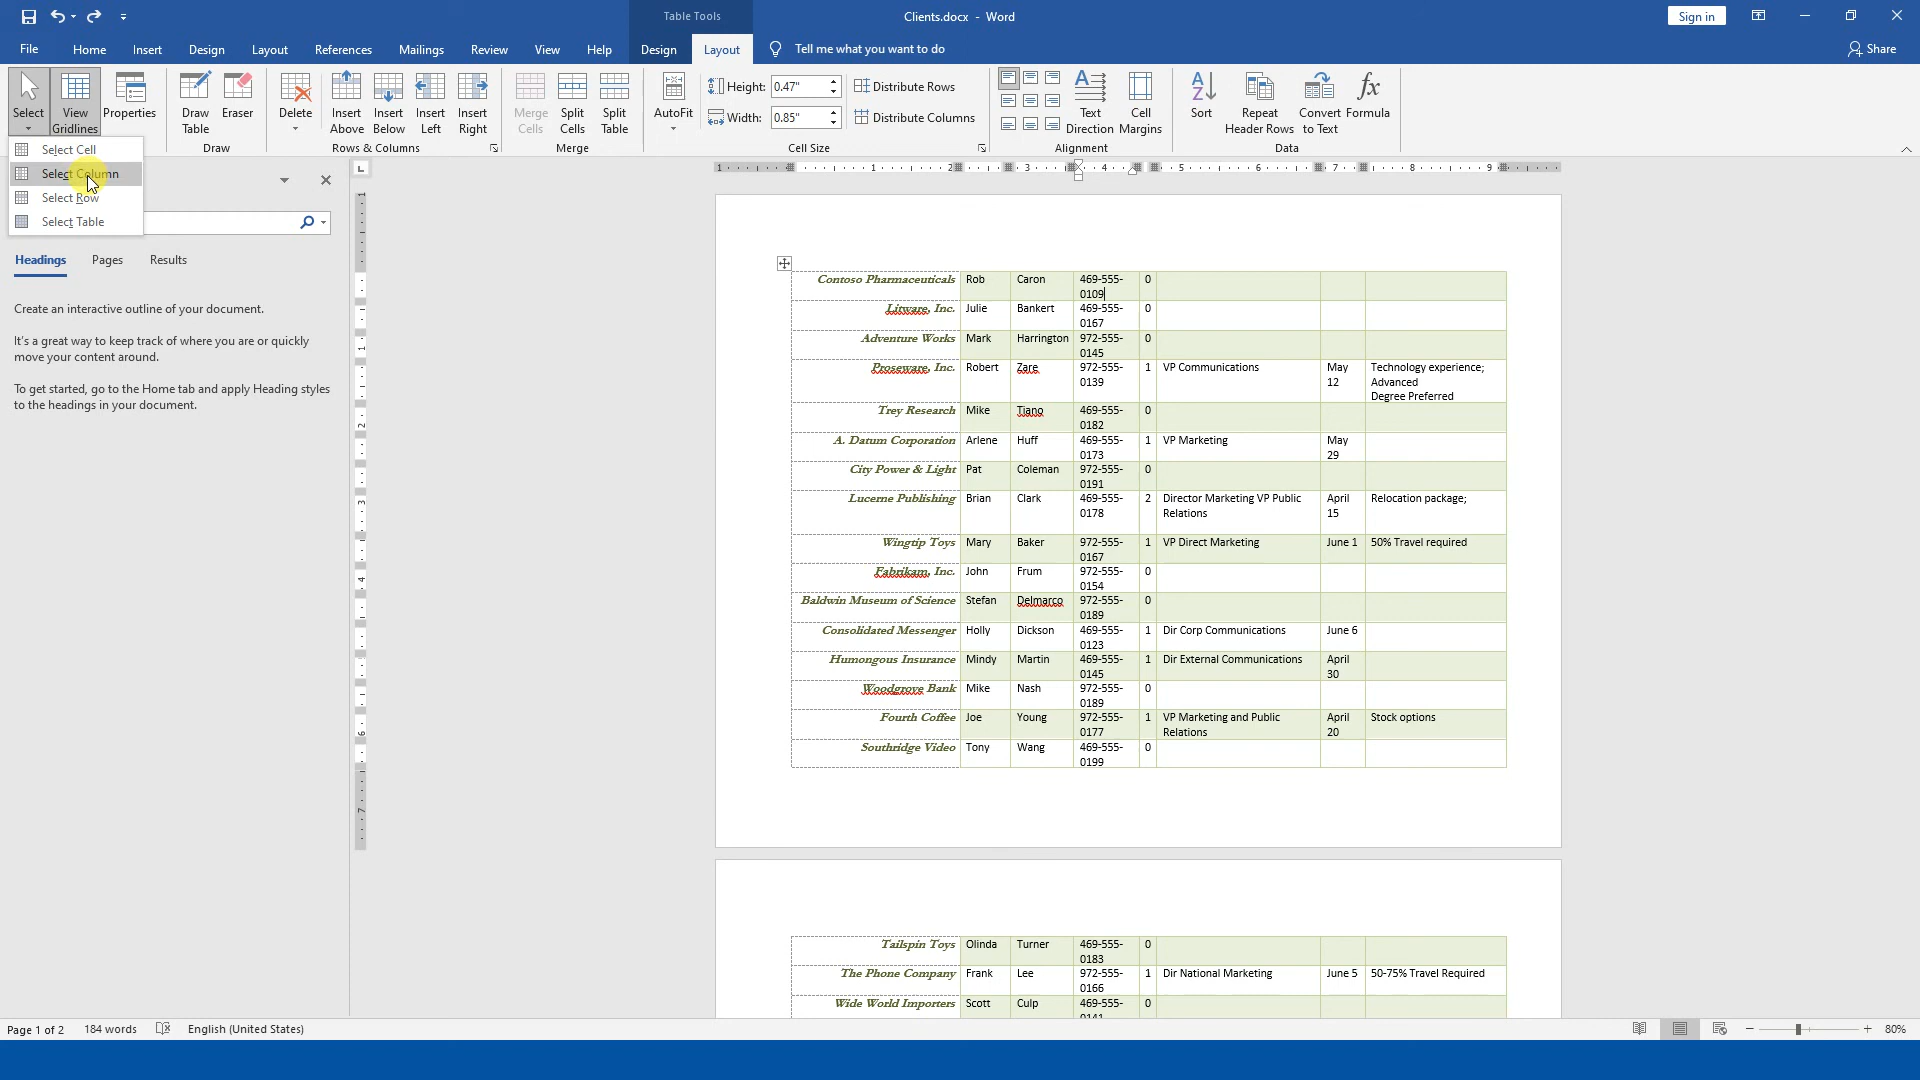 Table Tools
Clients.docx - Word
Sign in
File Home Insert Design Layout References Mailings Review View Help Design Layout Tell me what you want to do Share
Select
View Gridlines
Properties
Draw Table
Eraser
Delete
Insert Above
Insert Below
Insert Left
Insert Right
Merge Cells
Split Cells
Split Table
AutoFit
Height: 0.47"
Width: 0.85"
Distribute Rows
Distribute Columns
Text Direction
Cell Margins
Sort
Repeat Header Rows
Convert to Text
Formula
Draw Rows & Columns Merge Cell Size Alignment Data
Select Cell
Select Column
Select Row
Select Table
Headings Pages Results
Create an interactive outline of your document.
It's a great way to keep track of where you are or quickly
move your content around.
To get started, go to the Home tab and apply Heading styles
to the headings in your document.
1 1 2 3 4 5 6 7 8 9
Contoso Pharmaceuticals Rob Caron 469-555- 0
0109
Litware, Inc. Julie Bankert 469-555- 0
0167
Adventure Works Mark Harrington 972-555- 0
0145
Proseware, Inc. Robert Zare 972-555- 1 VP Communications May Technology experience;
0139 12 Advanced
Degree Preferred
Trey Research Mike Tiano 469-555- 0
0182
A. Datum Corporation Arlene Huff 469-555- 1 VP Marketing May
0173 29
City Power & Light Pat Coleman 972-555- 0
0191
Lucerne Publishing Brian Clark 469-555- 2 Director Marketing VP Public April Relocation package;
0178 Relations 15
Wingtip Toys Mary Baker 972-555- 1 VP Direct Marketing June 1 50% Travel required
0167
Fabrikam, Inc. John Frum 972-555- 0
0154
Baldwin Museum of Science Stefan Delmarco 972-555- 0
0189
Consolidated Messenger Holly Dickson 469-555- 1 Dir Corp Communications June 6
0123
Humongous Insurance Mindy Martin 469-555- 1 Dir External Communications April
0145 30
Woodgrove Bank Mike Nash 972-555- 0
0189
Fourth Coffee Joe Young 972-555- 1 VP Marketing and Public April Stock options
0177 Relations 20
Southridge Video Tony Wang 469-555- 0
0199
Tailspin Toys Olinda Turner 469-555- 0
0183
The Phone Company Frank Lee 972-555- 1 Dir National Marketing June 5 50-75% Travel Required
0166
Wide World Importers Scott Culp 469-555- 0
0141
Page 1 of 2 184 words English (United States) 80%